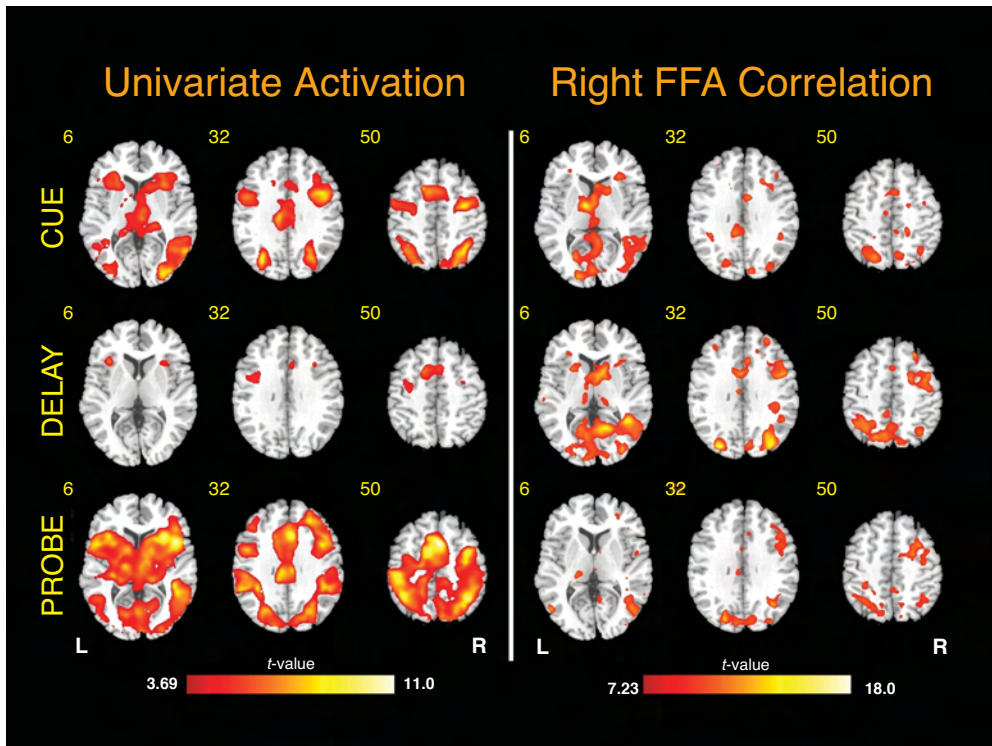 Univariate Activation
Right FFA Correlation
CUE
6
32
50
6
32
50
DELAY
6
32
50
6
32
50
PROBE
6
32
50
6
32
50
L
R
L
R
t-value
3.69
11.0
t-value
7.23
18.0